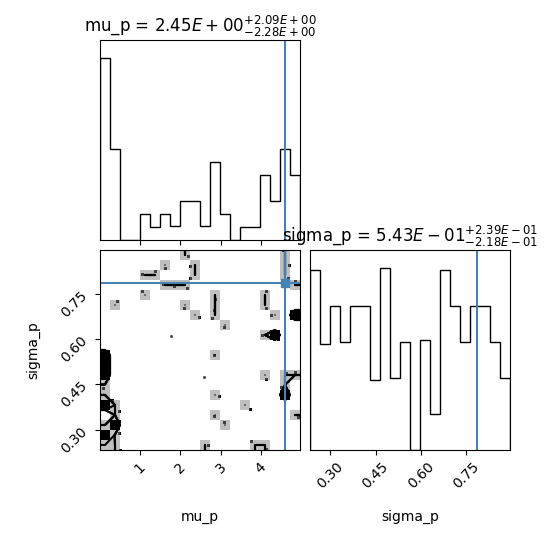 mu_p = 2.45E + 00+2.09E+00 −2.28E+00
sigma_p = 5.43E − 01+2.39E−01 −2.18E−01
sigma_p
0.75
0.60
0.45
0.30
1 2 3 4
0.30 0.45 0.60 0.75
mu_p
sigma_p